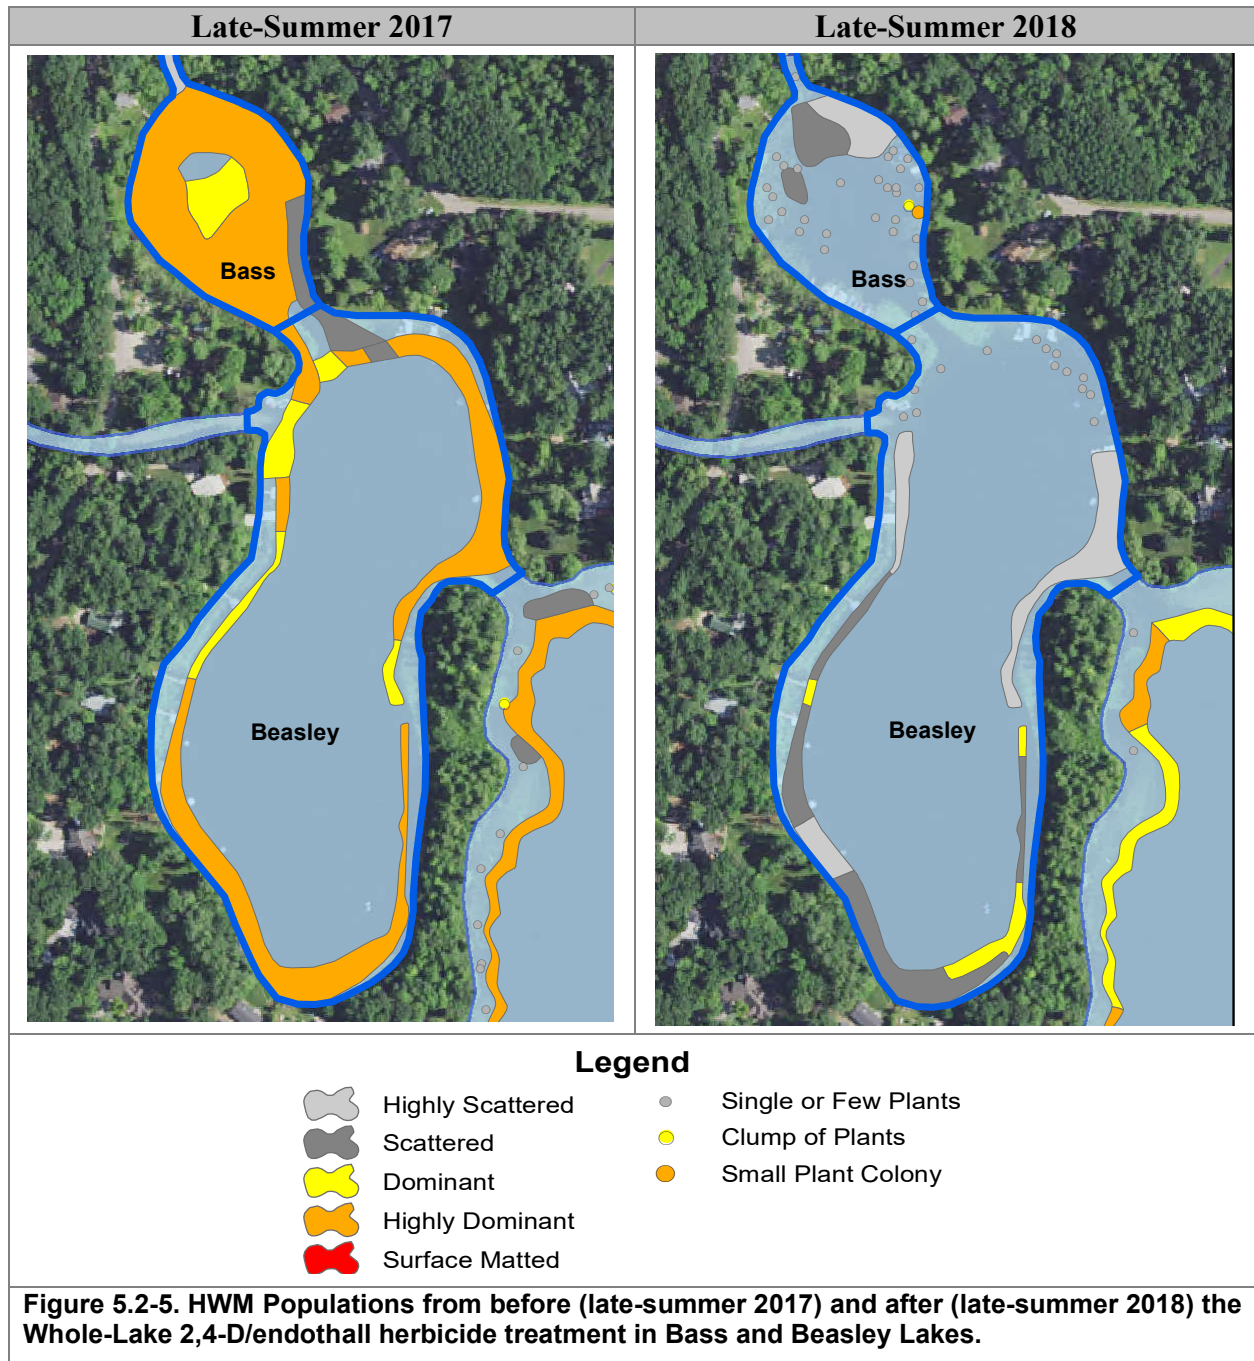 Late-Summer 2017
Late-Summer 2018
Bass
Beasley
Bass
Beasley
Legend
Highly Scattered
Scattered
Dominant
Highly Dominant
Surface Matted
Single or Few Plants
Clump of Plants
Small Plant Colony
Figure 5.2-5. HWM Populations from before (late-summer 2017) and after (late-summer 2018) the
Whole-Lake 2,4-D/endothall herbicide treatment in Bass and Beasley Lakes.